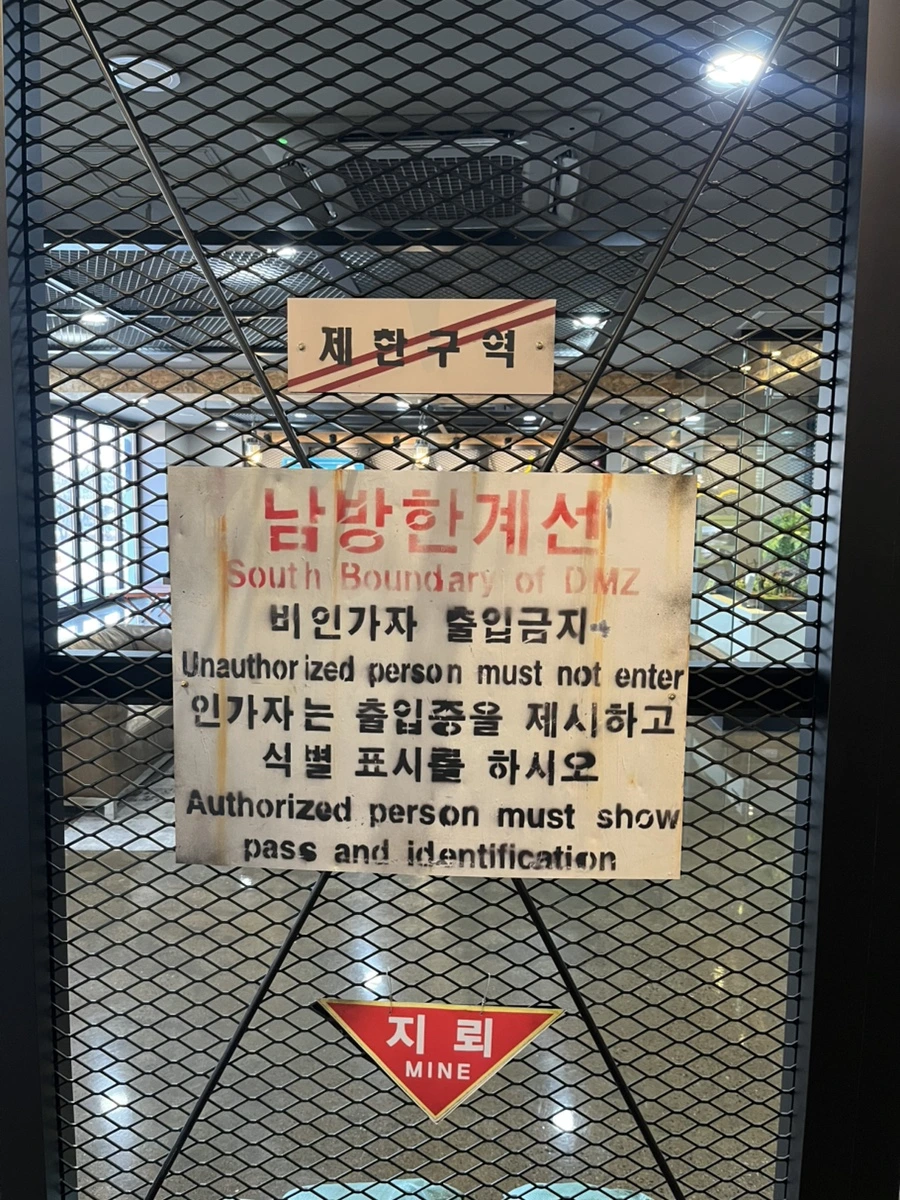 제한구역
남방한계선
South Boundary of DMZ
비인가자 출입금지
Unauthorized person must not enter
인가자는 출입증을 제시하고
식별 표시를 하시오
Authorized person must show
pass and identification
지뢰
MINE